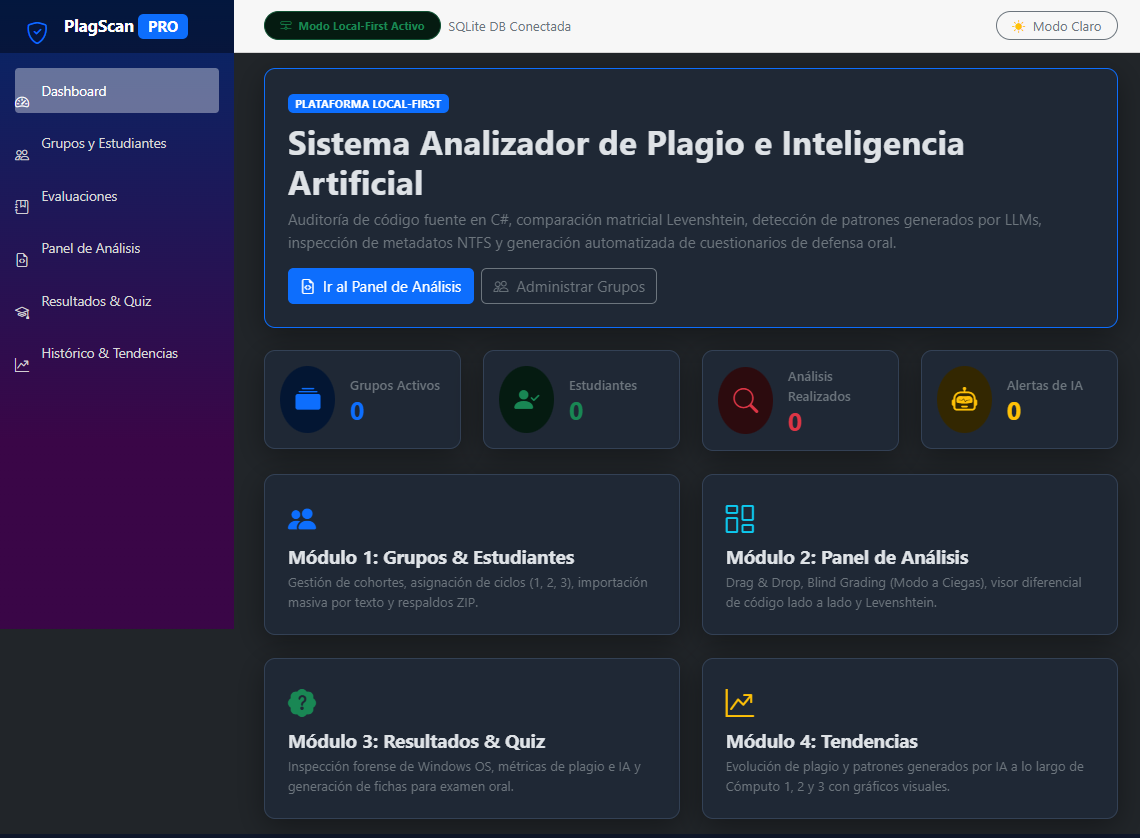 PlagScan PRO
Modo Local-First Activo
SQLite DB Conectada
Modo Claro
Dashboard
Grupos y Estudiantes
Evaluaciones
Panel de Análisis
Resultados & Quiz
Histórico & Tendencias
PLATAFORMA LOCAL-FIRST
Sistema Analizador de Plagio e Inteligencia
Artificial
Auditoría de código fuente en C#, comparación matricial Levenshtein, detección de patrones generados por LLMs,
inspección de metadatos NTFS y generación automatizada de cuestionarios de defensa oral.
Ir al Panel de Análisis
Administrar Grupos
Grupos Activos
0
Estudiantes
0
Análisis
Realizados
0
Alertas de IA
0
Módulo 1: Grupos & Estudiantes
Gestión de cohortes, asignación de ciclos (1, 2, 3), importación
masiva por texto y respaldos ZIP.
Módulo 2: Panel de Análisis
Drag & Drop, Blind Grading (Modo a Ciegas), visor diferencial
de código lado a lado y Levenshtein.
Módulo 3: Resultados & Quiz
Inspección forense de Windows OS, métricas de plagio e IA y
generación de fichas para examen oral.
Módulo 4: Tendencias
Evolución de plagio y patrones generados por IA a lo largo de
Cómputo 1, 2 y 3 con gráficos visuales.